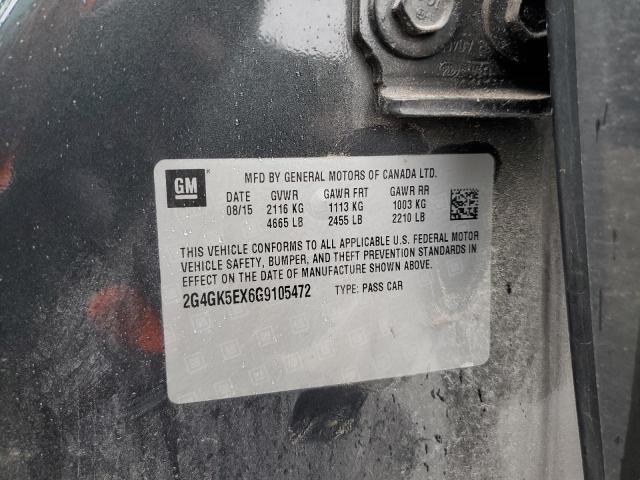 GM
MFD BY GENERAL MOTORS OF CANADA LTD.
DATE GVWR GAWR FRT GAWR RR
08/15 2116 KG 1113 KG 1003 KG
4665 LB 2455 LB 2210 LB
THIS VEHICLE CONFORMS TO ALL APPLICABLE U.S. FEDERAL MOTOR
VEHICLE SAFETY, BUMPER, AND THEFT PREVENTION STANDARDS IN
EFFECT ON THE DATE OF MANUFACTURE SHOWN ABOVE.
2G4GK5EX6G9105472 TYPE: PASS CAR